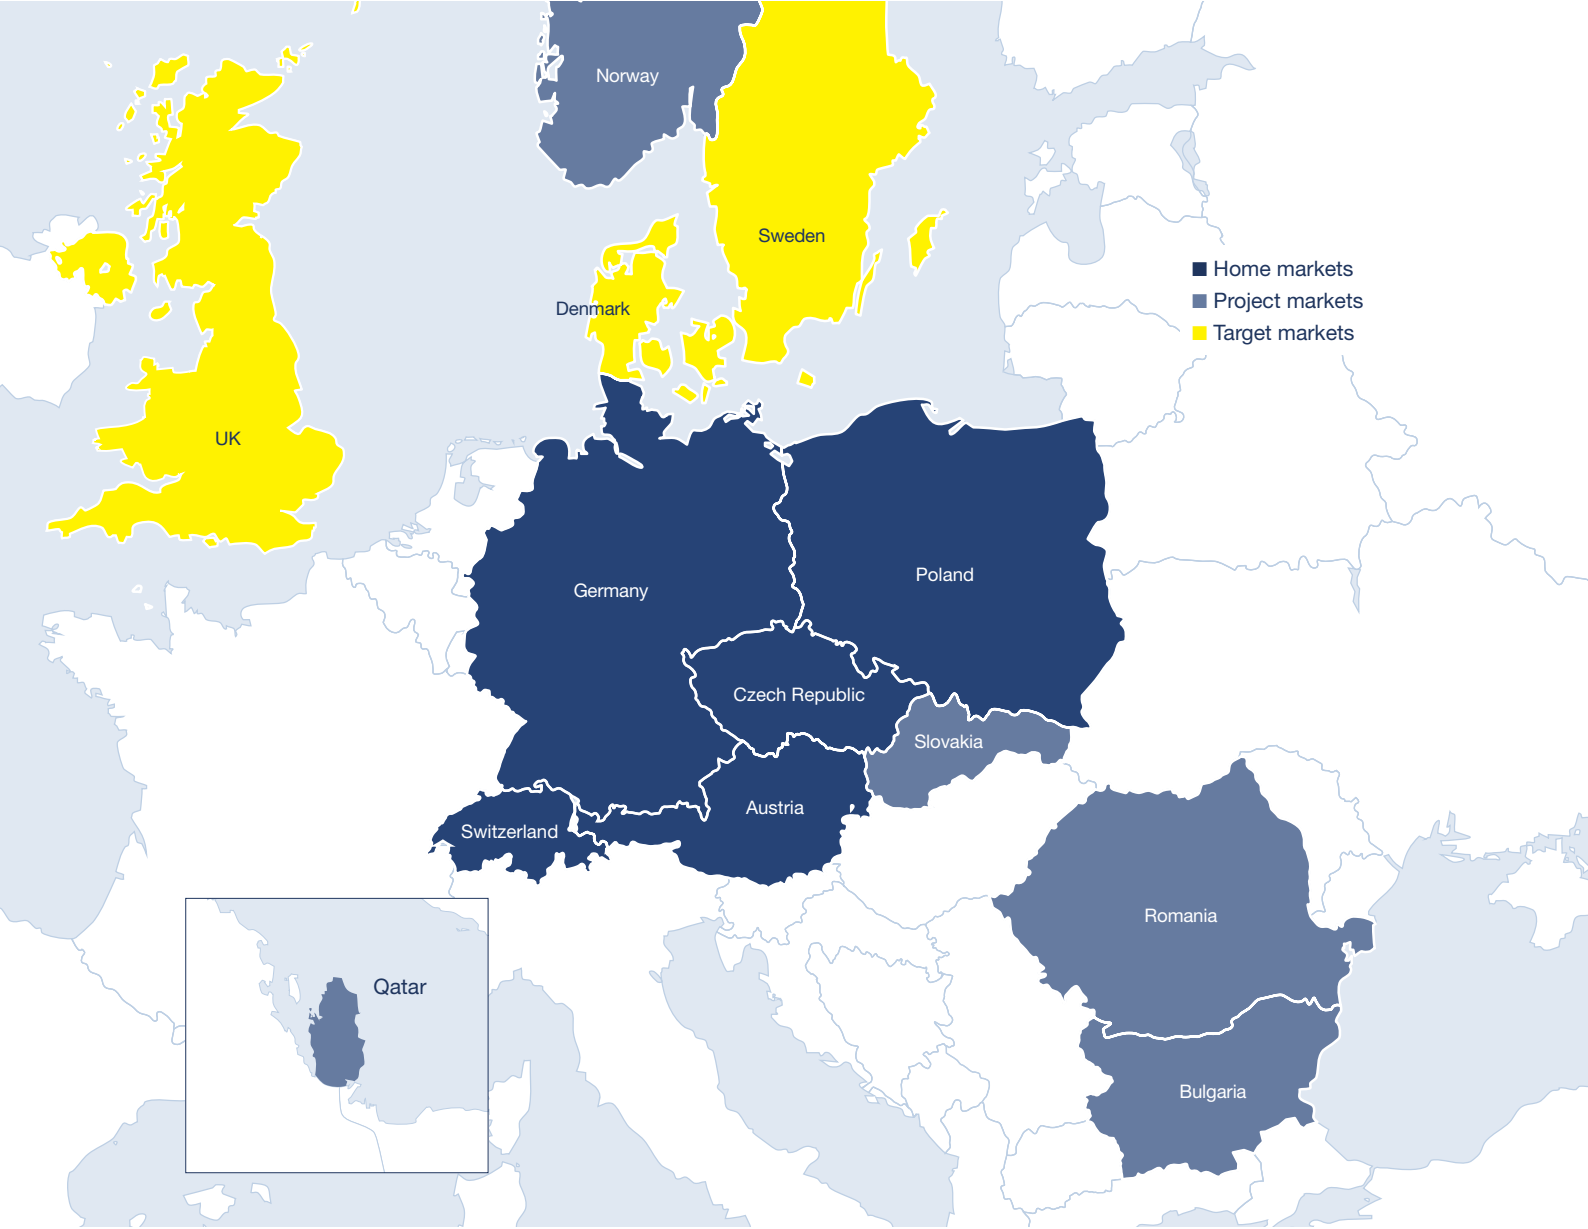 Norway
Sweden
Home markets
Project markets
Target markets
Denmark
UK
Germany
Poland
Czech Republic
Slovakia
Austria
Switzerland
Romania
Qatar
Bulgaria